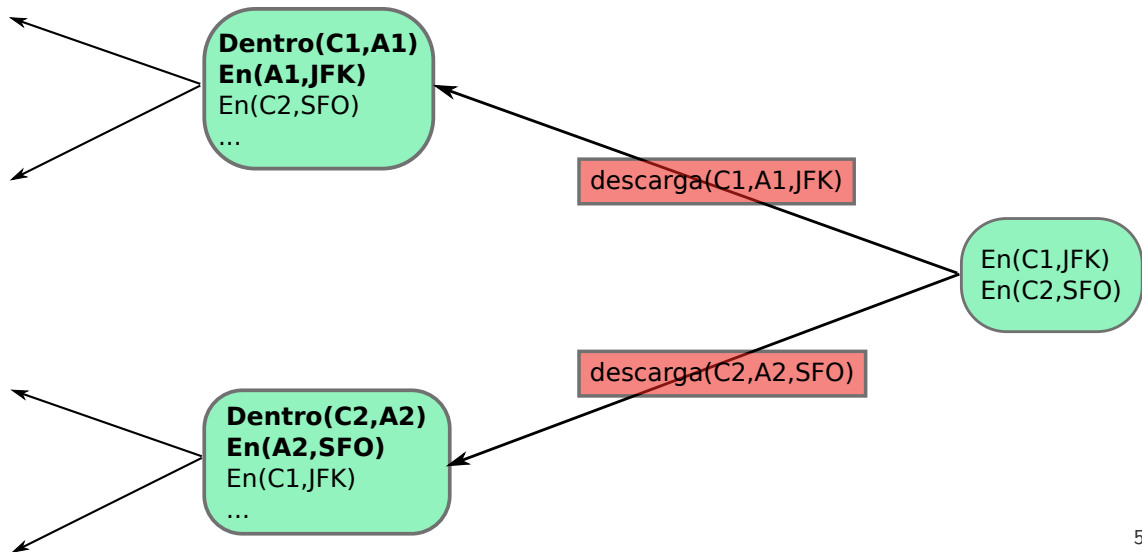 Dentro(C1,A1)
En(A1,JFK)
En(C2,SFO)
...
descarga(C1,A1,JFK)
En(C1,JFK)
En(C2,SFO)
descarga(C2,A2,SFO)
Dentro(C2,A2)
En(A2,SFO)
En(C1,JFK)
...
5